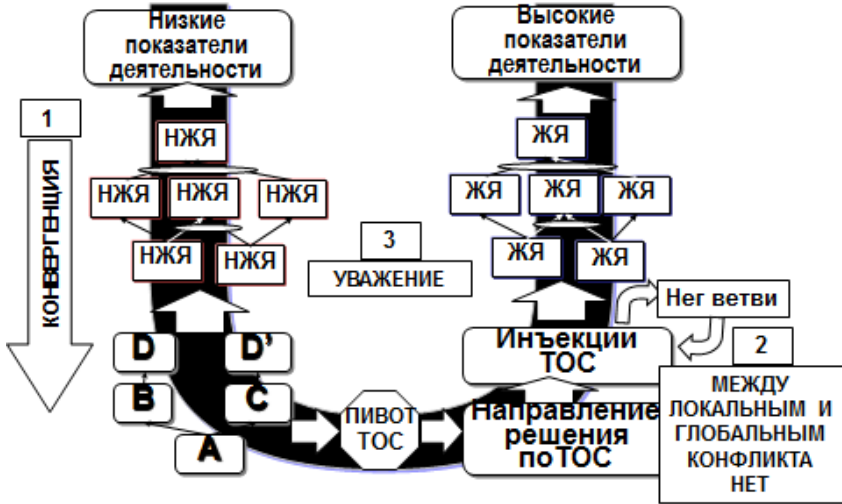 Низкие
показатели
деятельности
Высокие
показатели
деятельности
1
КОНВЕРГЕНЦИЯ
НЖЯ
НЖЯ
НЖЯ
НЖЯ
НЖЯ
НЖЯ
ЖЯ
ЖЯ
ЖЯ
ЖЯ
ЖЯ
ЖЯ
3
УВАЖЕНИЕ
Нег ветви
D
D'
B
C
A
ПИВОТ
ТОС
Инъекции
ТОС
Направление
решения
поТОС
2
МЕЖДУ
ЛОКАЛЬНЫМ И
ГЛОБАЛЬНЫМ
КОНФЛИКТА
НЕТ